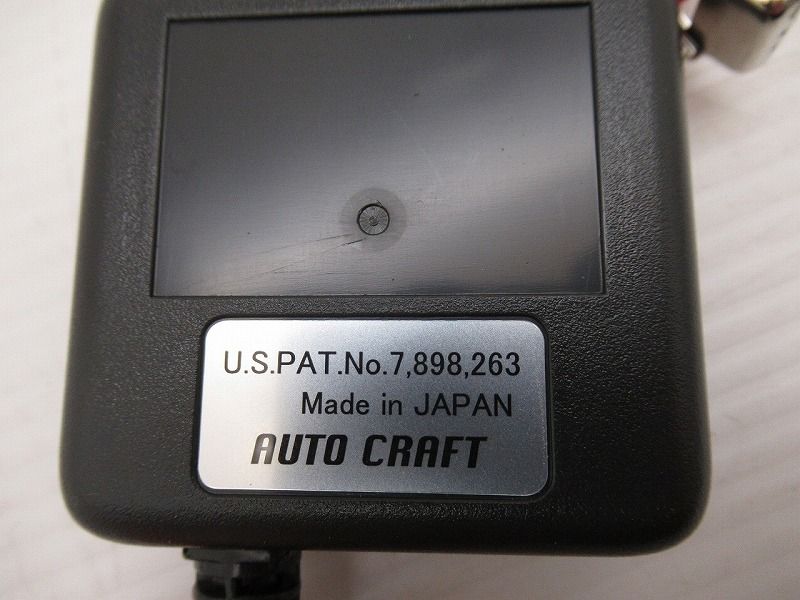 U.S.PAT.No.7,898,263
Made in JAPAN
AUTO CRAFT